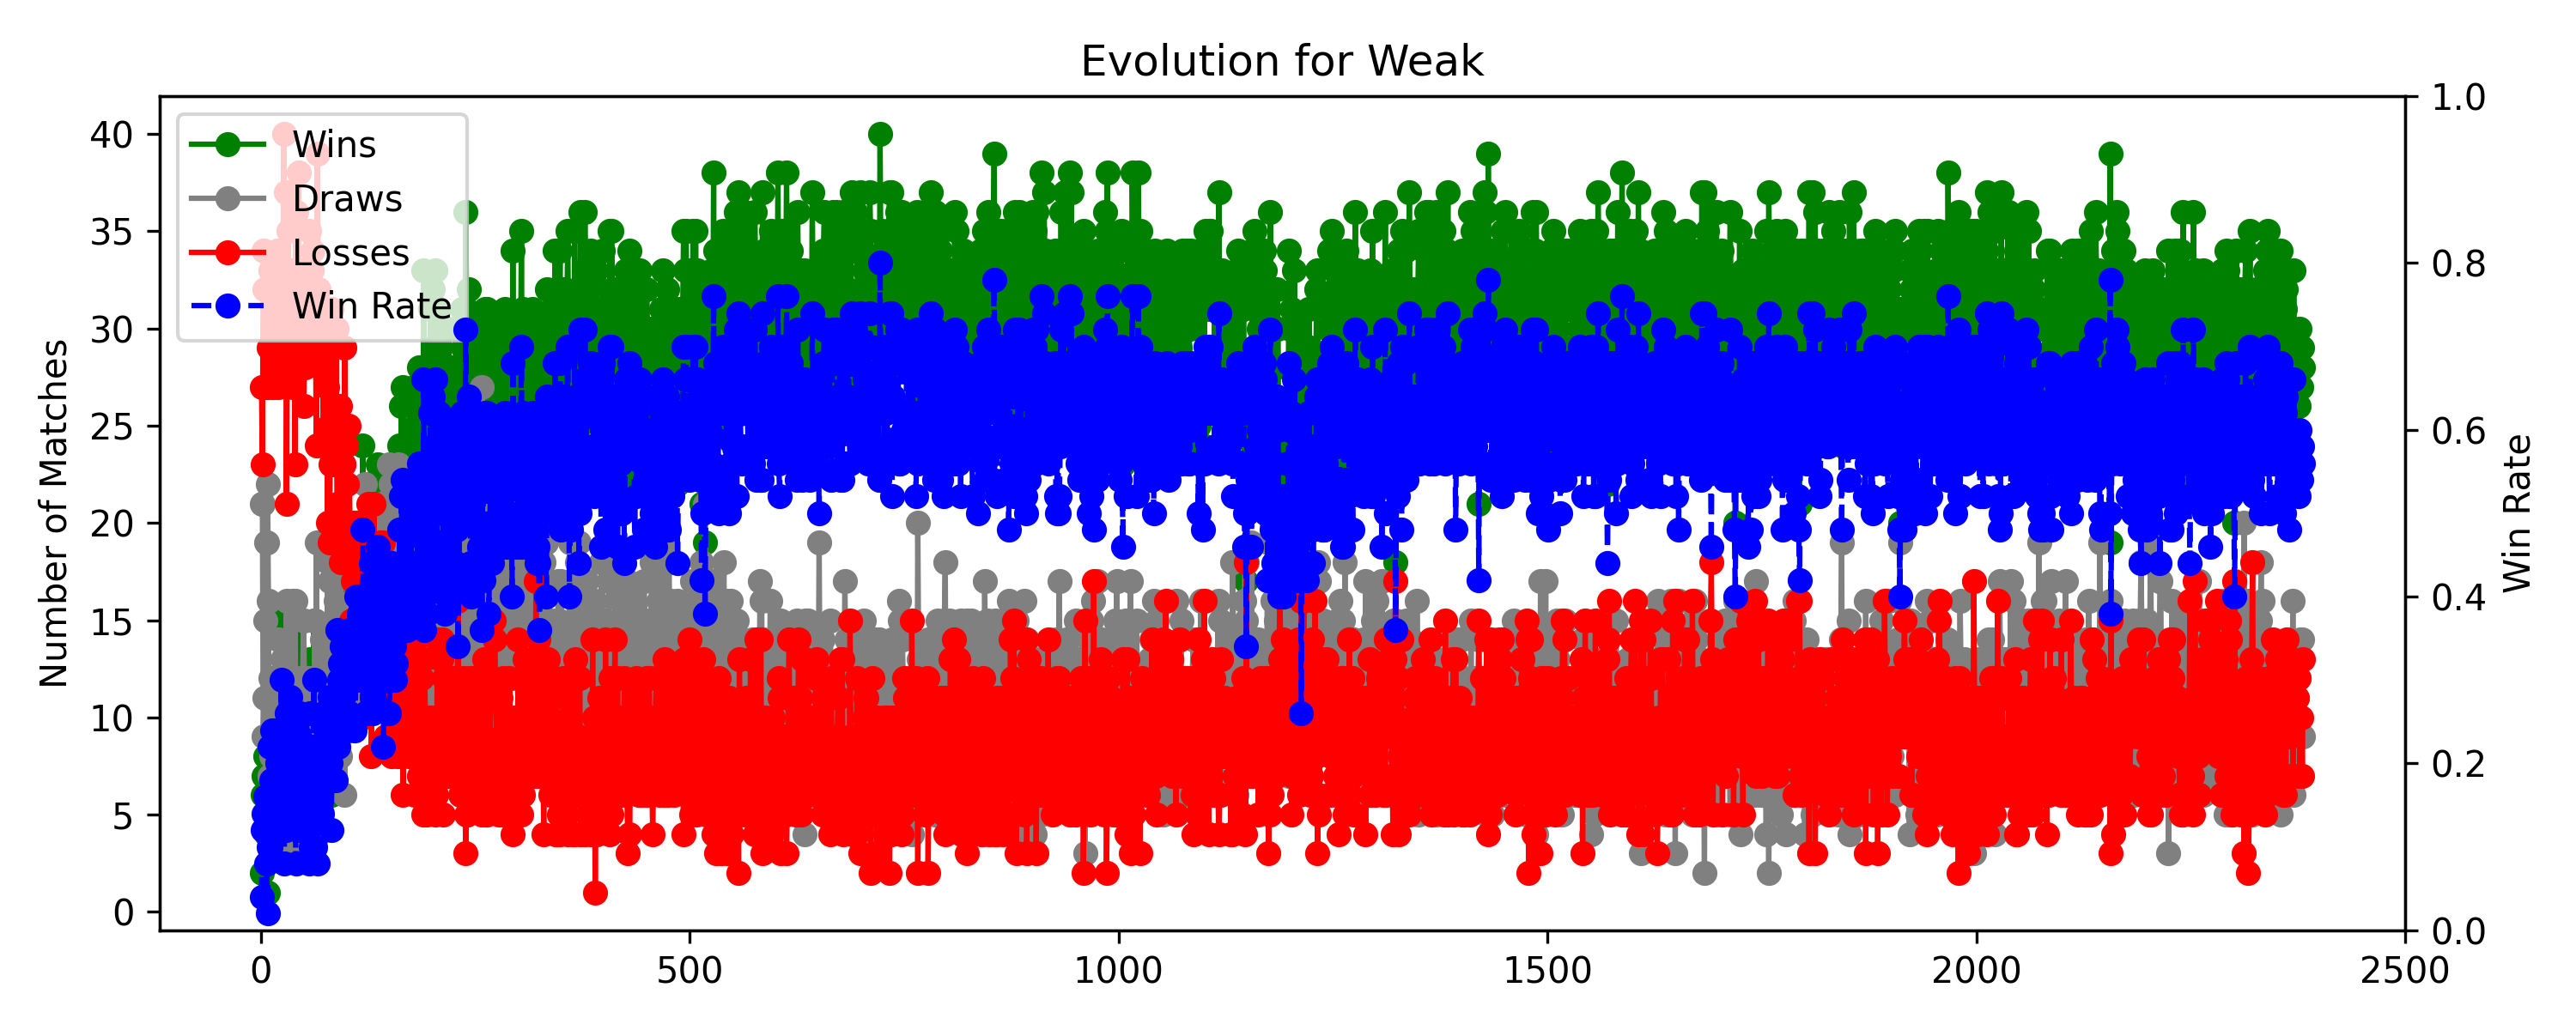 Evolution for Weak
Wins
Draws
Losses
Win Rate
Number of Matches
40
35
30
25
20
15
10
5
0
1.0
0.8
0.6
0.4
0.2
0.0
Win Rate
0 500 1000 1500 2000 2500